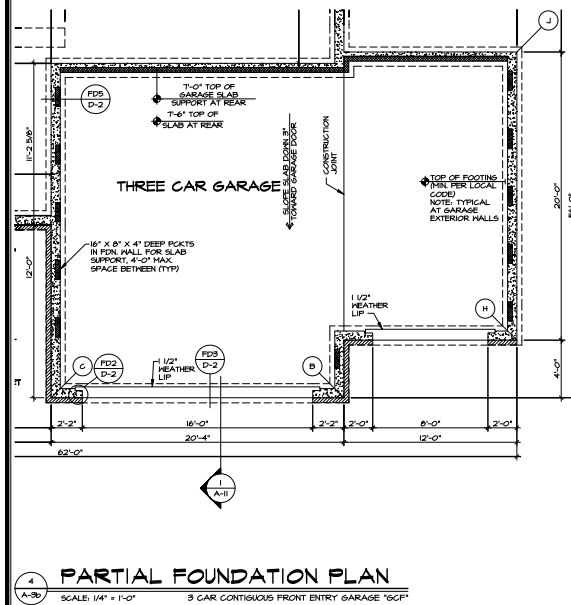 J
FD5
D-2
7'-0" TOP OF
GARAGE SLAB
SUPPORT AT REAR
7'-6" TOP OF
SLAB AT REAR
11'-2 5/8"
THREE CAR GARAGE
SLOPE SLAB DOWN 3"
TOWARD GARAGE DOOR
CONSTRUCTION
JOINT
TOP OF FOOTING
(MIN. PER LOCAL
CODE)
NOTE: TYPICAL
AT GARAGE
EXTERIOR WALLS
20'-0"
16" X 8" X 4" DEEP POKTS
IN FDN. WALL FOR SLAB
SUPPORT, 4'-0" MAX.
SPACE BETWEEN (TYP)
12'-0"
1 1/2"
WEATHER
LIP
H
C
FD2
D-2
1 1/2"
WEATHER
LIP
FD3
D-2
B
4'-0"
2'-2"
16'-0"
2'-2"
2'-0"
8'-0"
2'-0"
20'-4"
12'-0"
62'-0"
1
A-11
4
A-3b
PARTIAL FOUNDATION PLAN
SCALE: 1/4" = 1'-0"
3 CAR CONTIGUOUS FRONT ENTRY GARAGE "GCF"